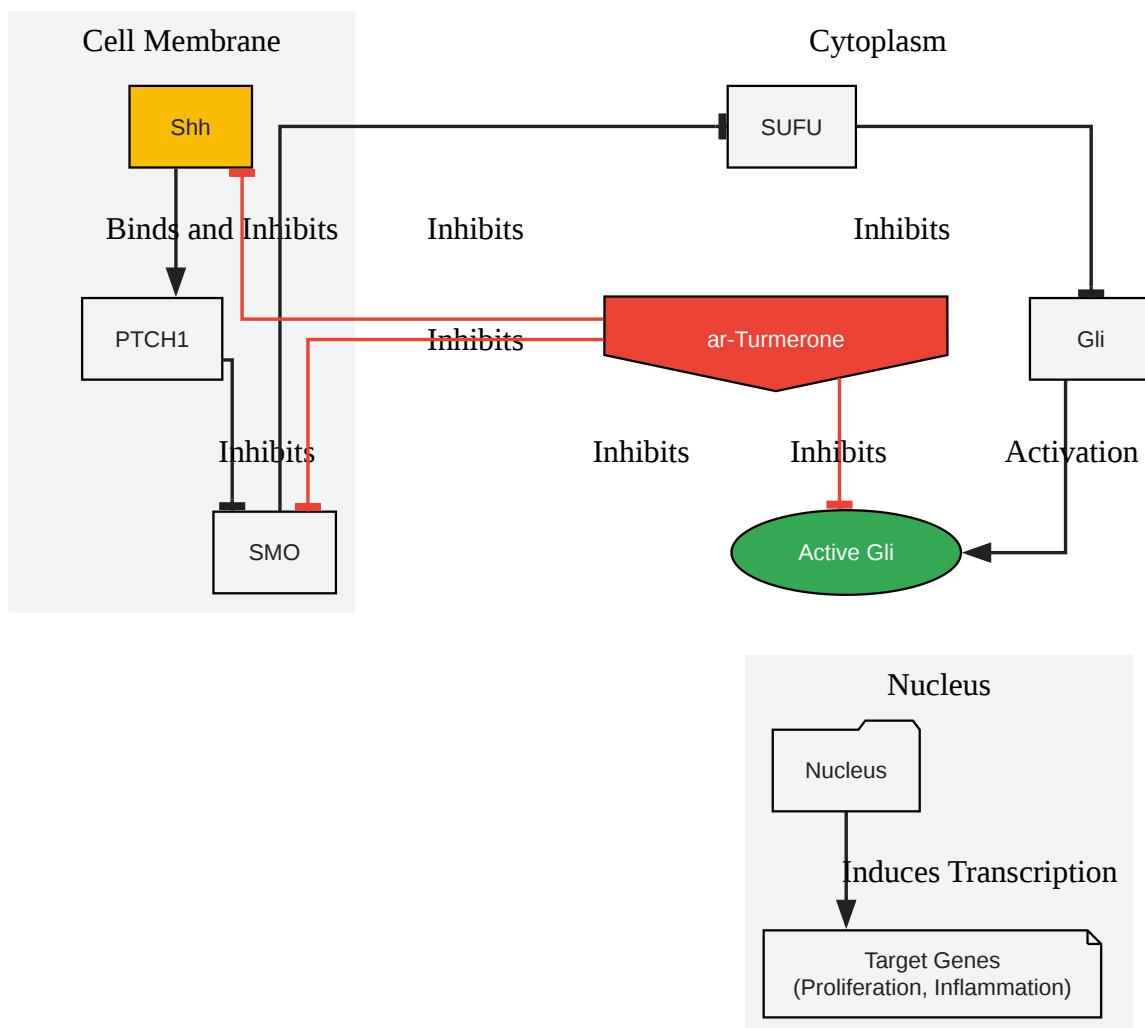 Cell Membrane
Cytoplasm
Shh
SUFU
Binds and Inhibits
Inhibits
Inhibits
PTCH1
Inhibits
ar-Turmerone
Gli
Inhibits
Inhibits
Inhibits
Activation
SMO
Active Gli
Nucleus
Nucleus
Induces Transcription
Target Genes
(Proliferation, Inflammation)